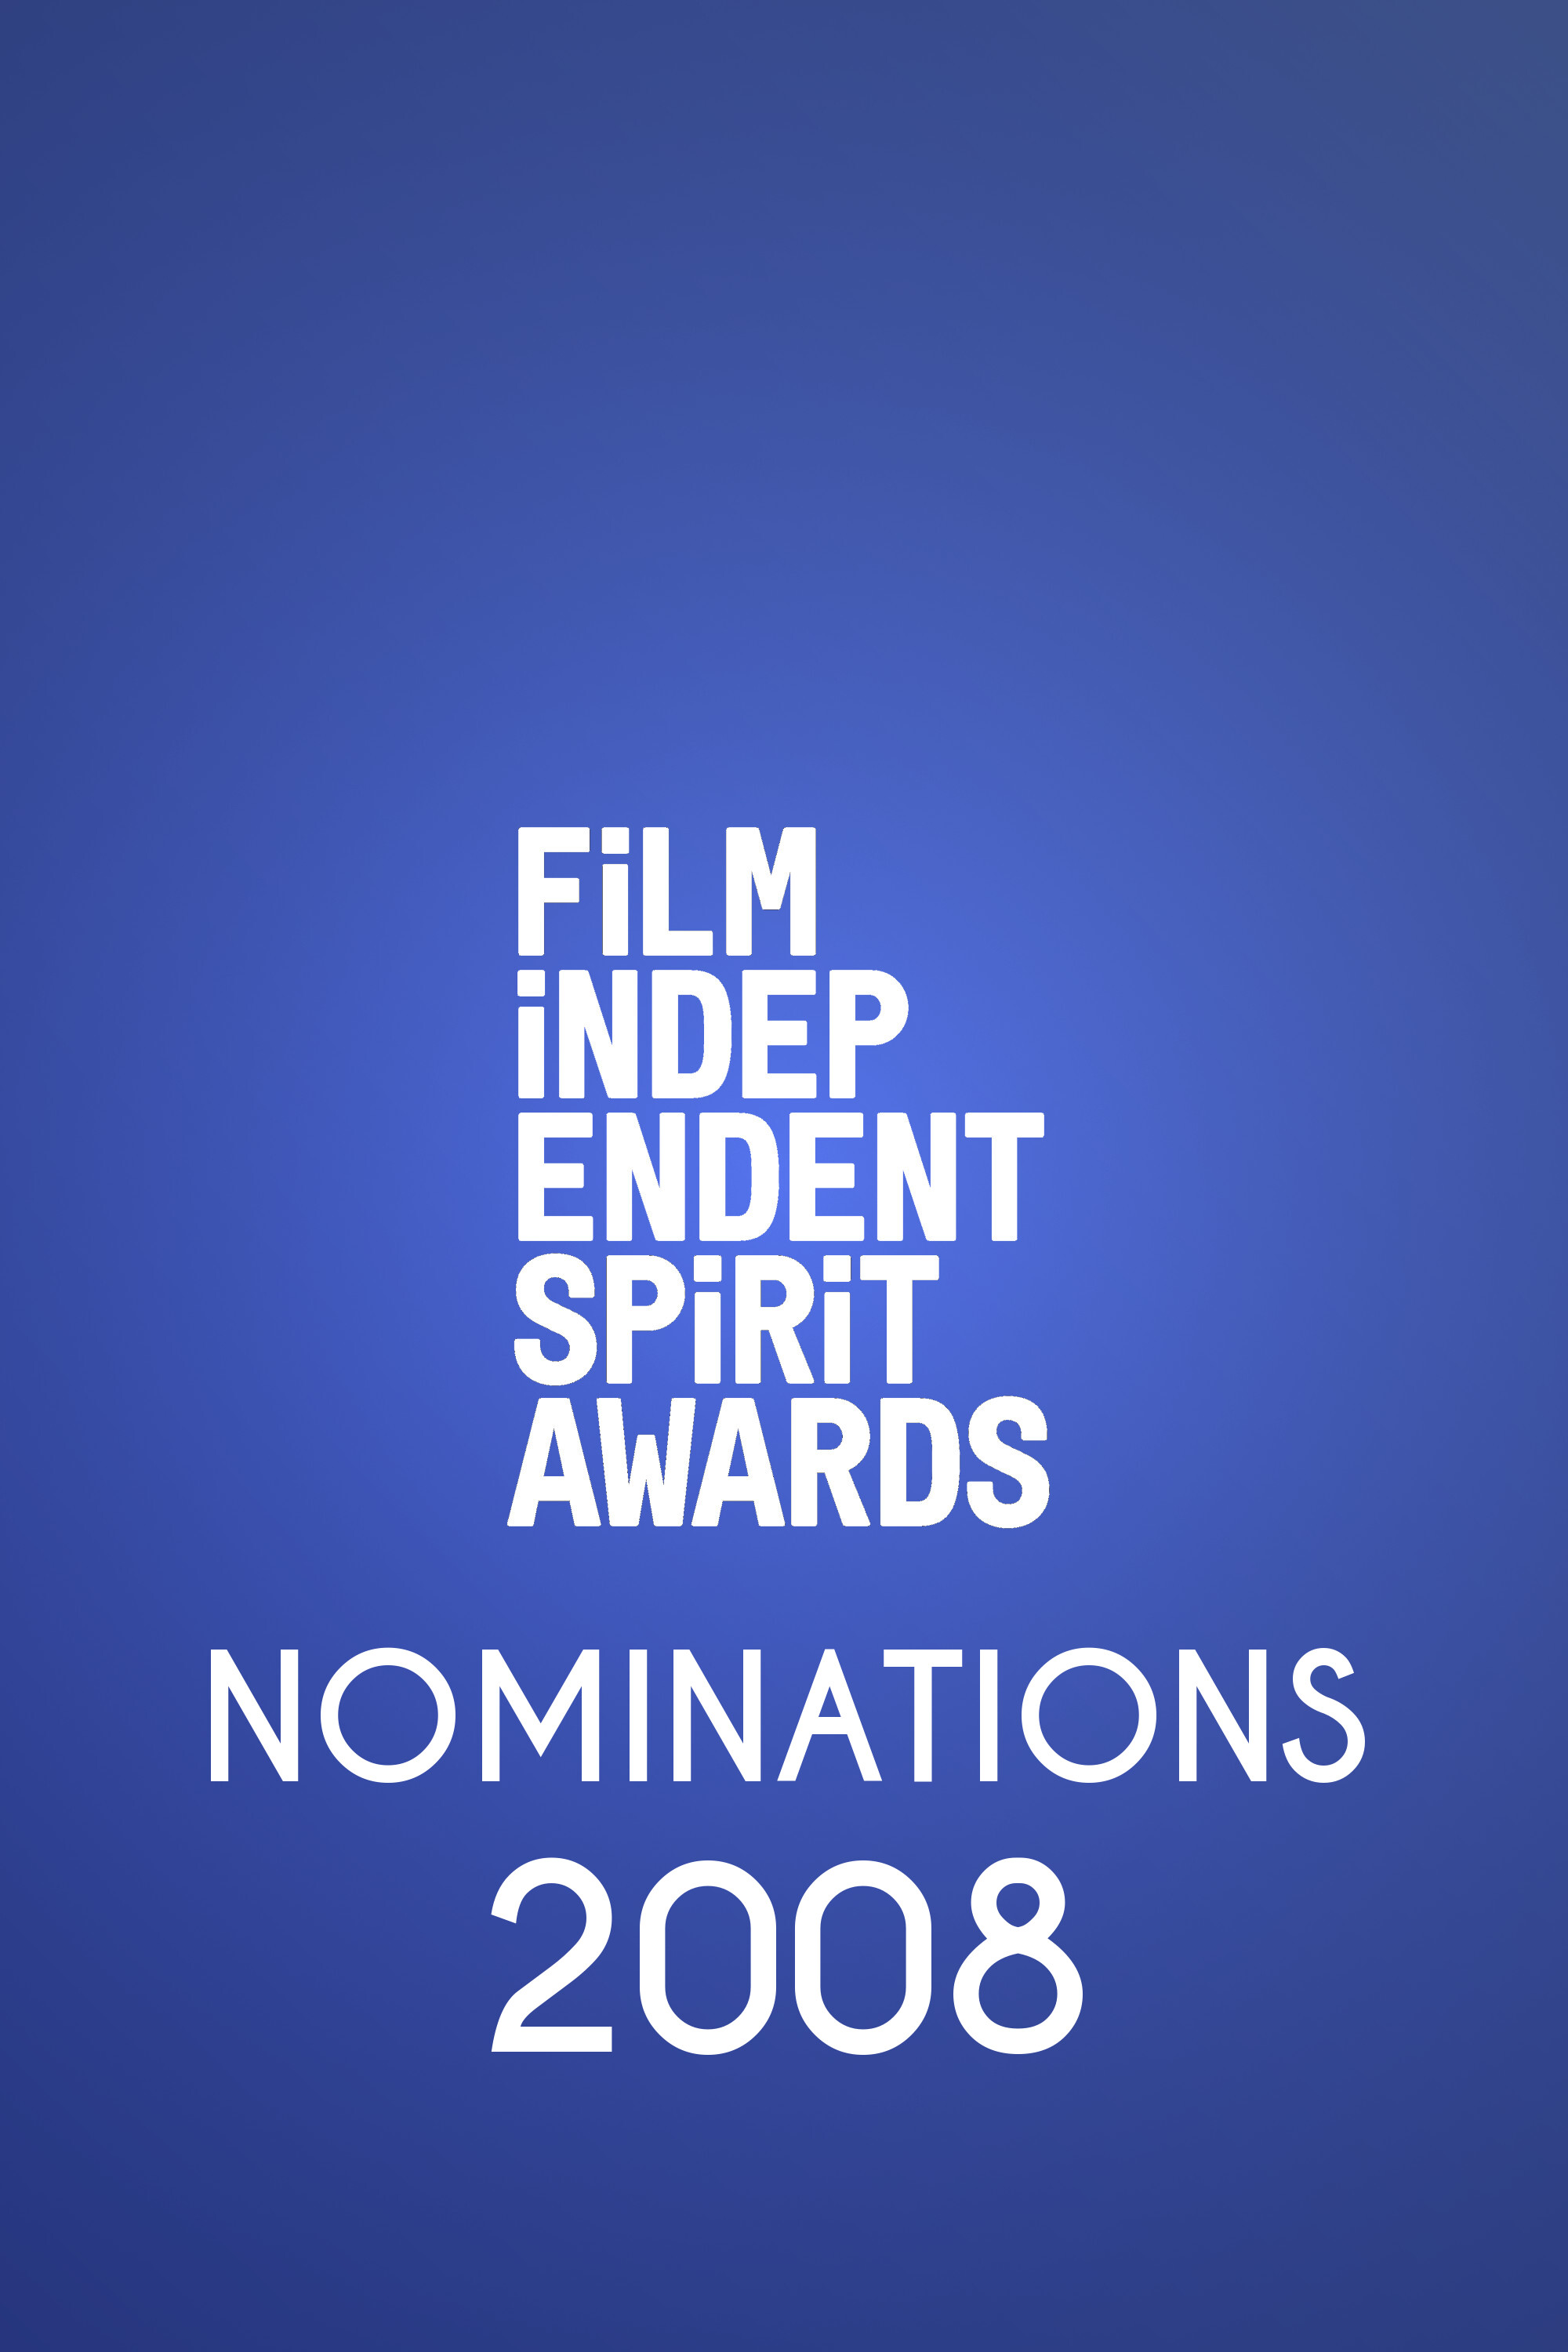 FiLM
iNDEP
ENDENT
SPiRiT
AWARDS
NOMINATIONS
2008